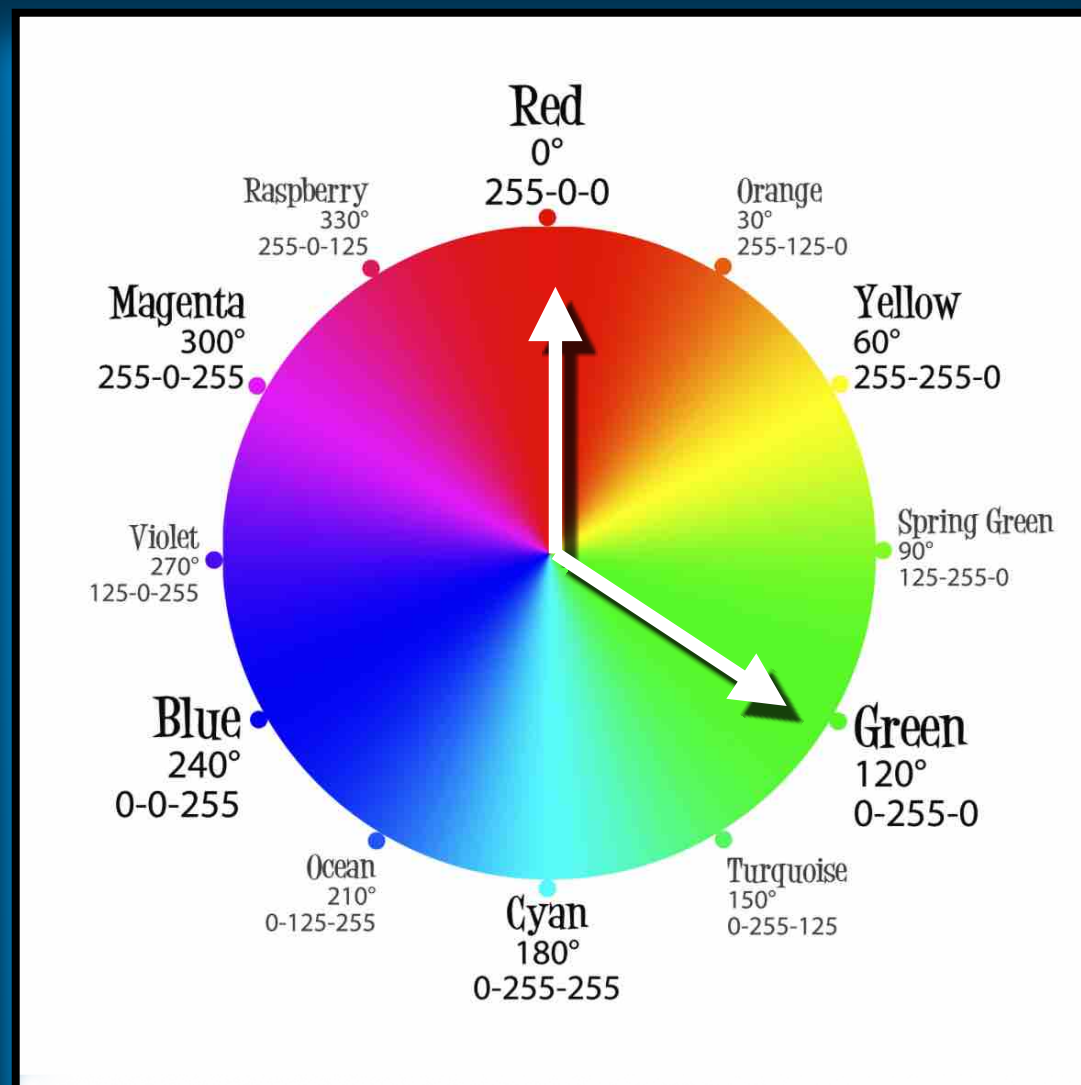 Red
0°
255-0-0
Orange
30°
255-125-0
Yellow
60°
255-255-0
Spring Green
90°
125-255-0
Green
120°
0-255-0
Turquoise
150°
0-255-125
Cyan
180°
0-255-255
Ocean
210°
0-125-255
Blue
240°
0-0-255
Violet
270°
125-0-255
Magenta
300°
255-0-255
Raspberry
330°
255-0-125